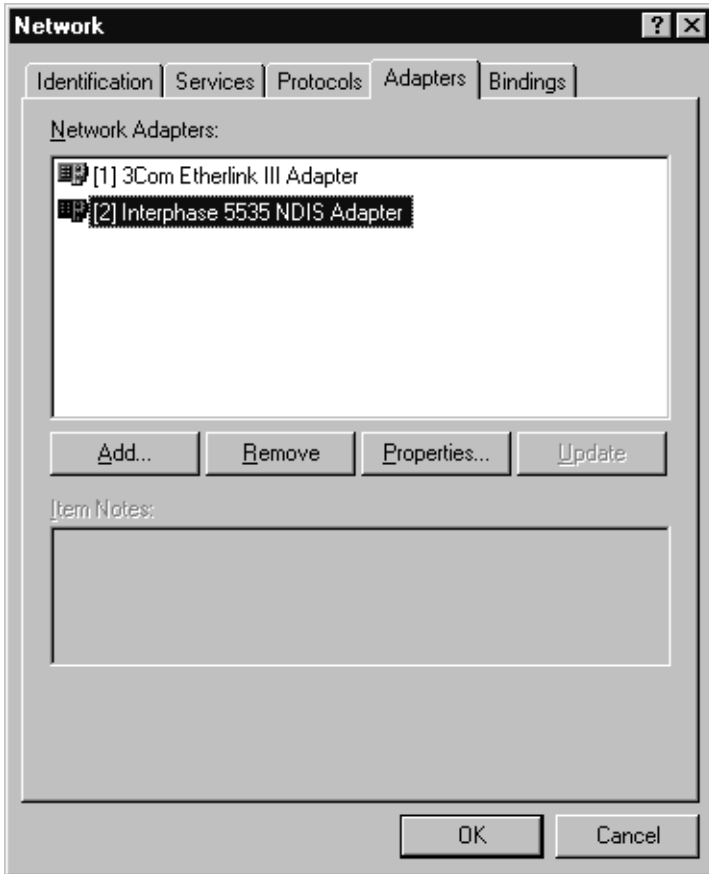 Network
Identification Services Protocols Adapters Bindings
Network Adapters:
[1] 3Com Etherlink III Adapter
[2] Interphase 5535 NDIS Adapter
Add... Remove Properties... Update
Item Notes:
OK Cancel